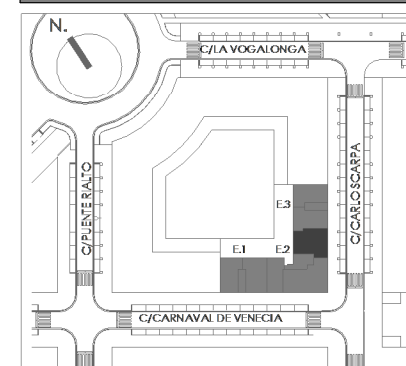 N.
C/LA VOGALONGA
C/PUENTE RIALTO
C/CARLO SCARPA
E.3
E.1 E.2
C/CARNAVAL DE VENECIA